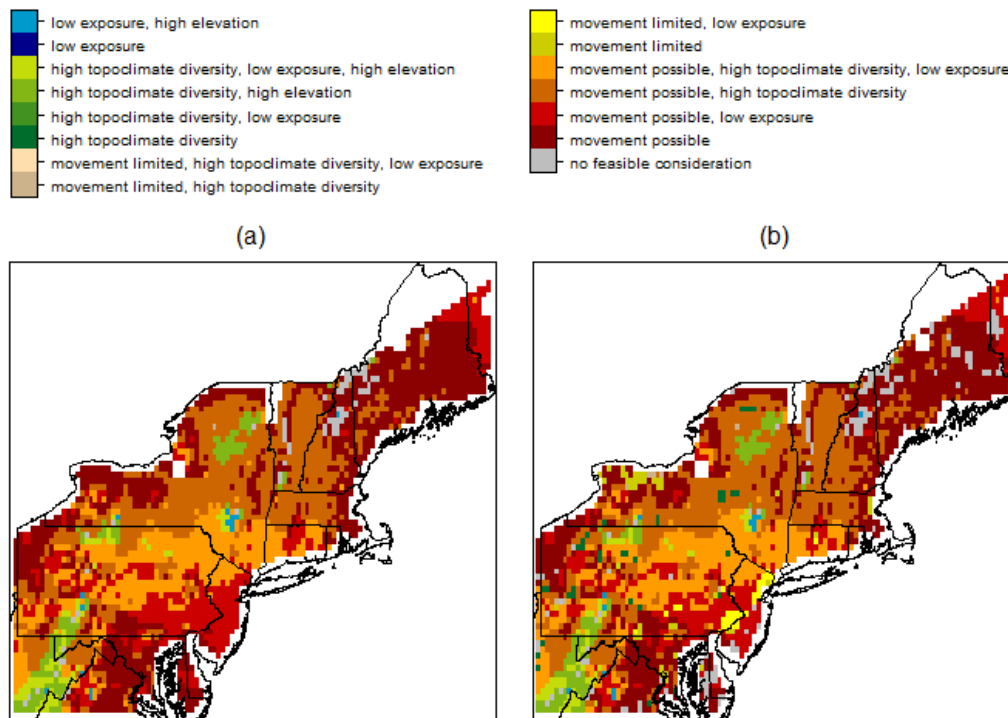 low exposure, high elevation
low exposure
high topoclimate diversity, low exposure, high elevation
high topoclimate diversity, high elevation
high topoclimate diversity, low exposure
high topoclimate diversity
movement limited, high topoclimate diversity, low exposure
movement limited, high topoclimate diversity
movement limited, low exposure
movement limited
movement possible, high topoclimate diversity, low exposure
movement possible, high topoclimate diversity
movement possible, low exposure
movement possible
no feasible consideration
(a)
(b)